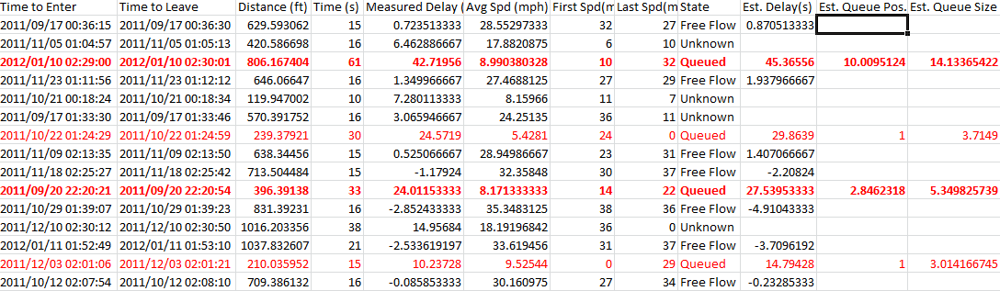 Time to Enter Time to Leave Distance (ft) Time (s) Measured Delay ( Avg Spd (mph) First Spd(m Last Spd(m State Est. Delay(s) Est. Queue Pos. Est. Queue Size
2011/09/17 00:36:15 2011/09/17 00:36:30 629.593062 15 0.723513333 28.55297333 32 27 Free Flow 0.870513333
2011/11/05 01:04:57 2011/11/05 01:05:13 420.586698 16 6.462886667 17.8820875 6 10 Unknown
2012/01/10 02:29:00 2012/01/10 02:30:01 806.167404 61 42.71956 8.990380328 10 32 Queued 45.36556 10.0095124 14.13365422
2011/11/23 01:11:56 2011/11/23 01:12:12 646.06647 16 1.349966667 27.4688125 27 29 Free Flow 1.937966667
2011/10/21 00:18:24 2011/10/21 00:18:34 119.947002 10 7.280113333 8.15966 11 7 Unknown
2011/09/17 01:33:30 2011/09/17 01:33:46 570.391752 16 3.065946667 24.25135 36 11 Unknown
2011/10/22 01:24:29 2011/10/22 01:24:59 239.37921 30 24.5719 5.4281 24 0 Queued 29.8639 1 3.7149
2011/11/09 02:13:35 2011/11/09 02:13:50 638.34456 15 0.525066667 28.94986667 23 31 Free Flow 1.407066667
2011/11/18 02:25:27 2011/11/18 02:25:42 713.504484 15 -1.17924 32.35848 30 37 Free Flow -2.20824
2011/09/20 22:20:21 2011/09/20 22:20:54 396.39138 33 24.01153333 8.171333333 14 22 Queued 27.53953333 2.8462318 5.349825739
2011/10/29 01:39:07 2011/10/29 01:39:23 831.39231 16 -2.852433333 35.3483125 38 36 Free Flow -4.91043333
2011/12/10 02:30:12 2011/12/10 02:30:50 1016.203356 38 14.95684 18.19196842 36 0 Unknown
2012/01/11 01:52:49 2012/01/11 01:53:10 1037.832607 21 -2.533619197 33.619456 31 37 Free Flow -3.7096192
2011/12/03 02:01:06 2011/12/03 02:01:21 210.035952 15 10.23728 9.52544 0 29 Queued 14.79428 1 3.014166745
2011/10/12 02:07:54 2011/10/12 02:08:10 709.386132 16 -0.085853333 30.160975 27 34 Free Flow -0.23285333